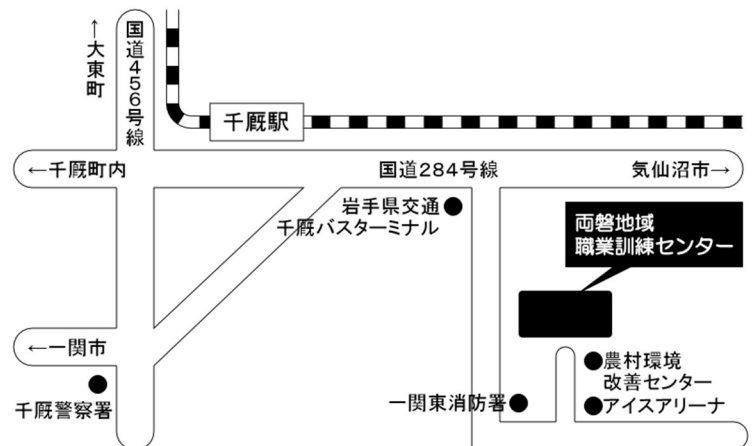 ↑大東町
国道456号線
千厩駅
←千厩町内
国道284号線
気仙沼市→
岩手県交通
千厩バスターミナル
両磐地域
職業訓練センター
←一関市
千厩警察署
一関東消防署
農村環境
改善センター
アイスアリーナ